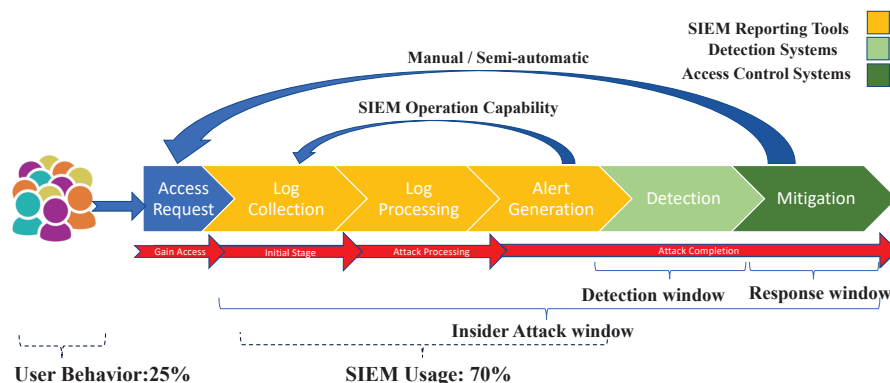 SIEM Reporting Tools
Detection Systems
Access Control Systems
Manual / Semi-automatic
SIEM Operation Capability
Access
Request
Log
Collection
Log
Processing
Alert
Generation
Detection
Mitigation
Gain Access
Initial Stage
Attack Processing
Attack Completion
Detection window
Response window
Insider Attack window
User Behavior:25%
SIEM Usage: 70%